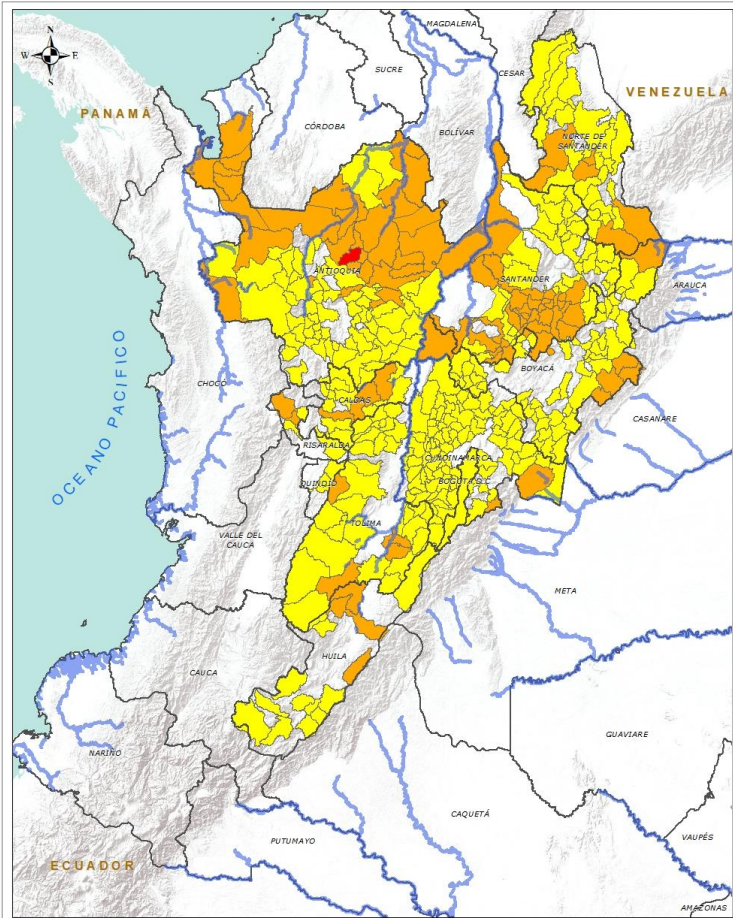 MAGDALENA
N
W E
S
SUCRE
CESAR
VENEZUELA
PANAMÁ
CÓRDOBA
BOLÍVAR
NORTE DE
SANTANDER
ANTIOQUIA
SANTANDER
ARAUCA
OCEANO PACIFICO
CHOCÓ
BOYACÁ
CALDAS
CASANARE
RISARALDA
CUNDINAMARCA
QUINDIO
BOGOTÁ, D.C.
TOLIMA
VALLE DEL
CAUCA
META
HUILA
CAUCA
GUAVIARE
NARIÑO
CAQUETÁ
PUTUMAYO
VAUPÉS
ECUADOR
AMAZONAS